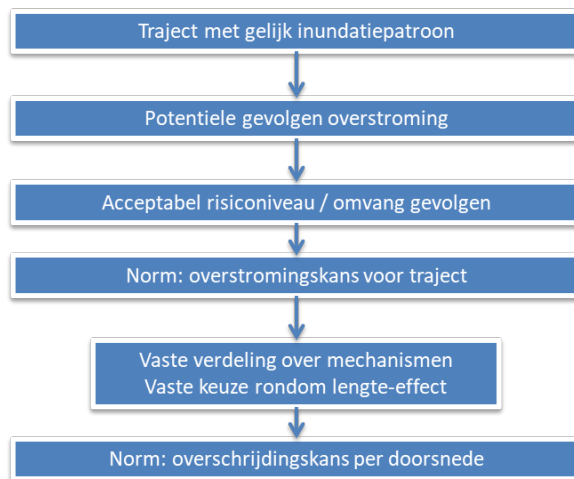 Traject met gelijk inundatiepatroon
Potentiele gevolgen overstroming
Acceptabel risiconiveau / omvang gevolgen
Norm: overstromingskans voor traject
Vaste verdeling over mechanismen
Vaste keuze rondom lengte-effect
Norm: overschrijdingskans per doorsnede